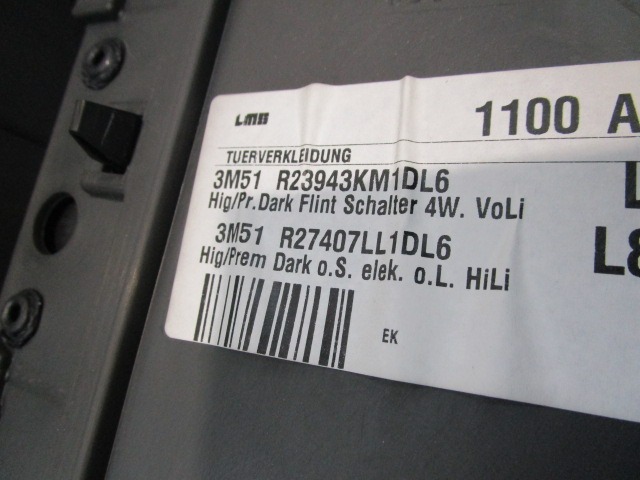 LMB 1100 A
TUERVERKLEIDUNG
3M51 R23943KM1DL6
Hig/Pr.Dark Flint Schalter 4W. VoLi
3M51 R27407LL1DL6 L8
Hig/Prem Dark o.S. elek. o.L. HiLi
EK